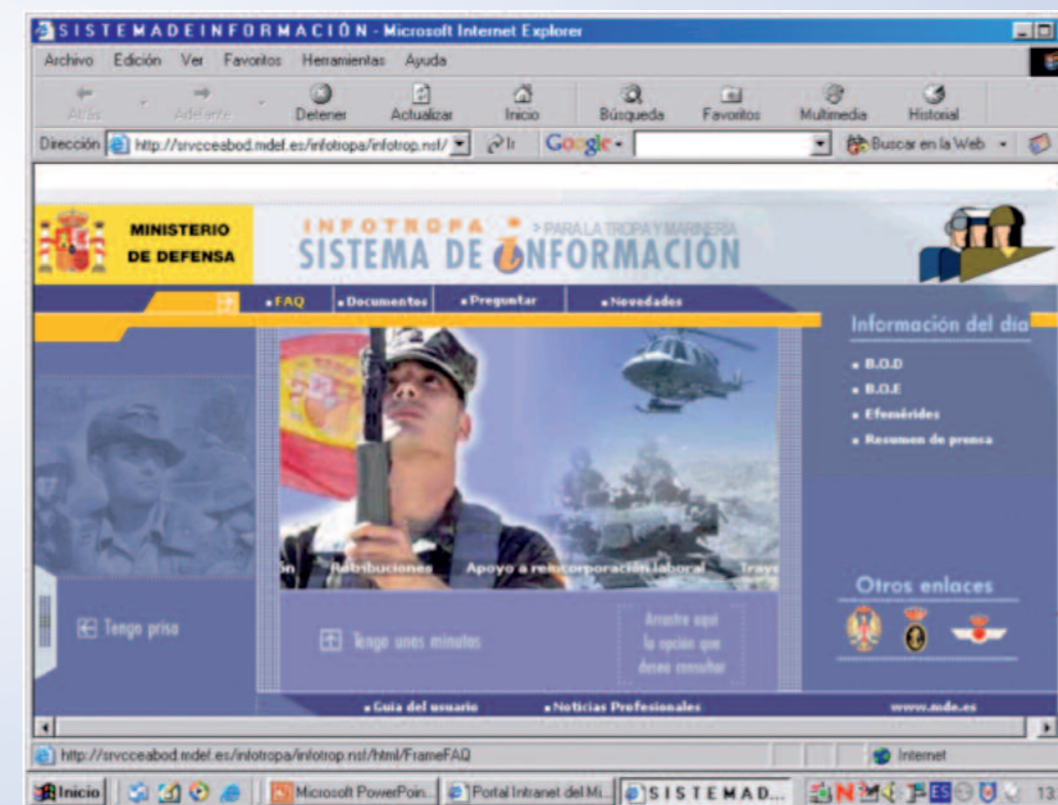 S I S T E M A D E I N F O R M A C I Ó N - Microsoft Internet Explorer
Archivo Edición Ver Favoritos Herramientas Ayuda
Atrás Adelante Detener Actualizar Inicio Búsqueda Favoritos Multimedia Historial
Dirección http://srvcceabod.mdef.es/infotropa/infotrop.nsf/ Ir Google Buscar en la Web
MINISTERIO
DE DEFENSA
INFOTROPA > PARA LA TROPA Y MARINERÍA
SISTEMA DE iNFORMACIÓN
FAQ Documentos Preguntar Novedades
Información del día
B.O.D
B.O.E
Efemérides
Resumen de prensa
Retribuciones Apoyo a reincorporación laboral
Otros enlaces
Tengo prisa
Tengo unos minutos
Arrastre aquí
la opción que
desea consultar
Guía del usuario Noticias Profesionales www.mde.es
http://srvcceabod.mdef.es/infotropa/infotrop.nsf/html/FrameFAQ Internet
Inicio Microsoft PowerPoin... Portal Intranet del Mi... S I S T E M A D... ES 13